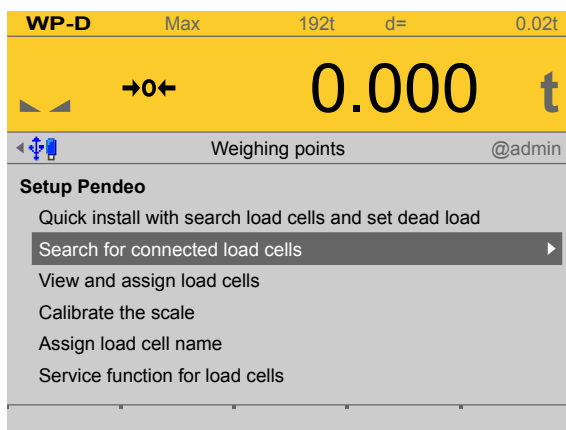 WP-D Max 192t d= 0.02t
→0← 0.000 t
Weighing points @admin
Setup Pendeo
Quick install with search load cells and set dead load
Search for connected load cells
View and assign load cells
Calibrate the scale
Assign load cell name
Service function for load cells